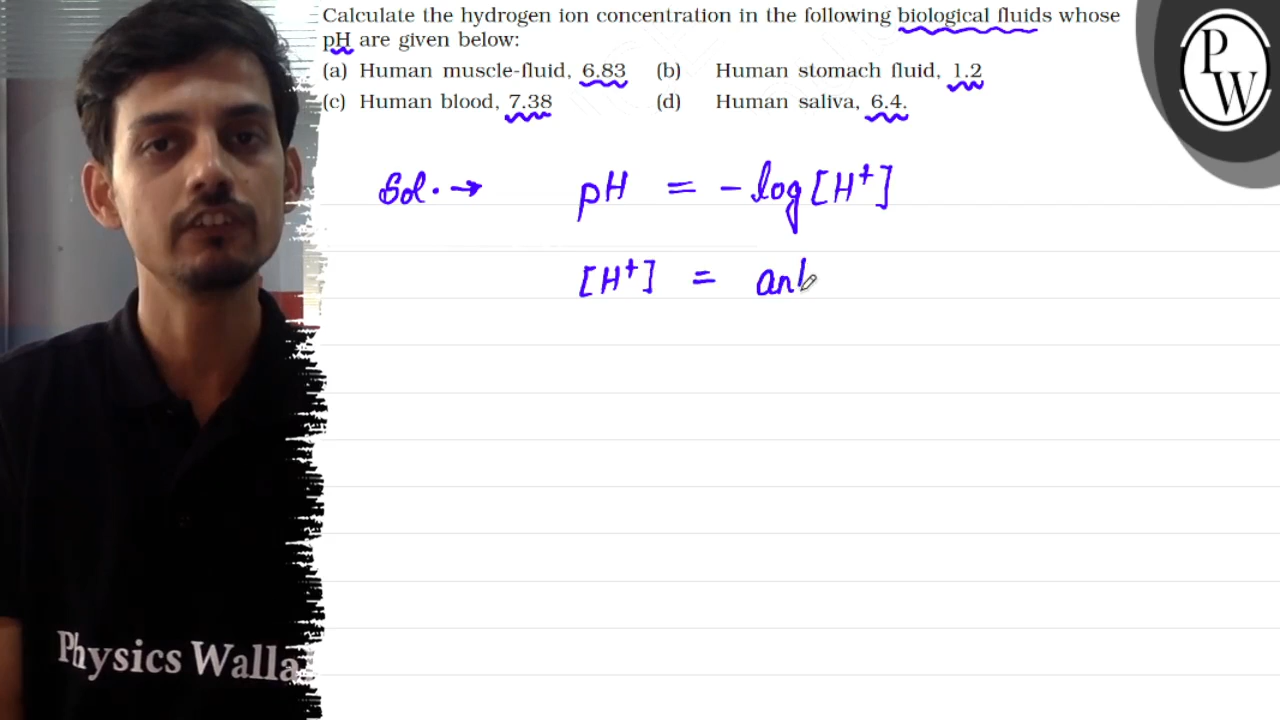 Calculate the hydrogen ion concentration in the following biological fluids whose
pH are given below:
(a) Human muscle-fluid, 6.83 (b) Human stomach fluid, 1.2
(c) Human blood, 7.38 (d) Human saliva, 6.4.
Sol. → pH = -log[H⁺]
[H⁺] =
PW
Physics Walla